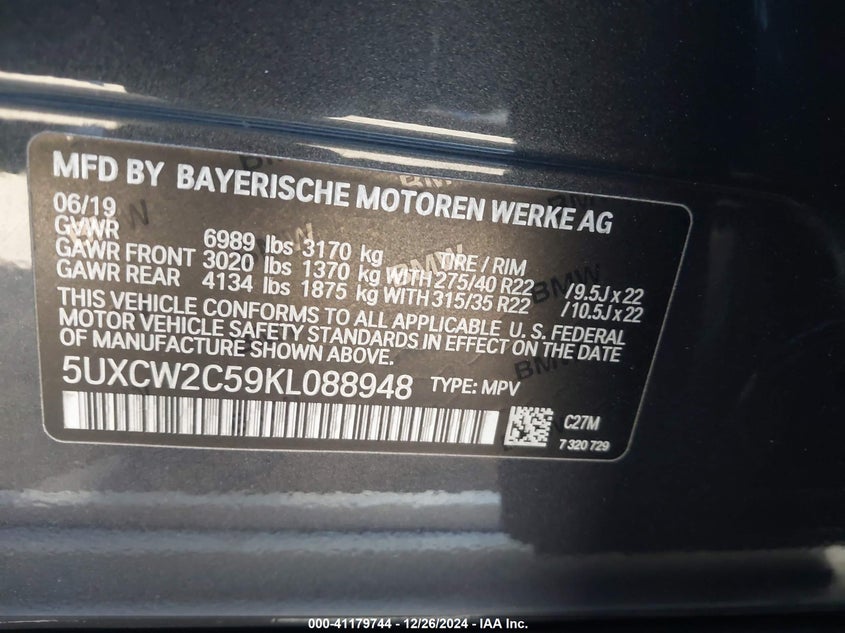 MFD BY BAYERISCHE MOTOREN WERKE AG
06/19
GVWR 6989 lbs 3170 kg TIRE / RIM
GAWR FRONT 3020 lbs 1370 kg WITH 275/40 R22 /9.5J x 22
GAWR REAR 4134 lbs 1875 kg WITH 315/35 R22 /10.5J x 22
THIS VEHICLE CONFORMS TO ALL APPLICABLE U.S. FEDERAL
MOTOR VEHICLE SAFETY STANDARDS IN EFFECT ON THE DATE
OF MANUFACTURE SHOWN ABOVE.
5UXCW2C59KL088948 TYPE: MPV
C27M
7 320 729
000-41179744 - 12/26/2024 - IAA Inc.